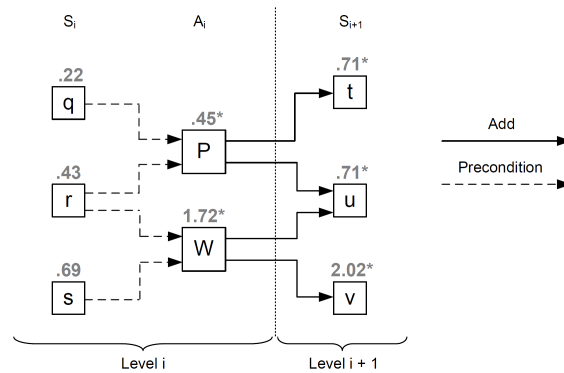 Sᵢ Aᵢ Sᵢ₊₁
.22
q
.43
r
.69
s
.45*
P
1.72*
W
.71*
t
.71*
u
2.02*
v
Add
Precondition
Level i
Level i + 1